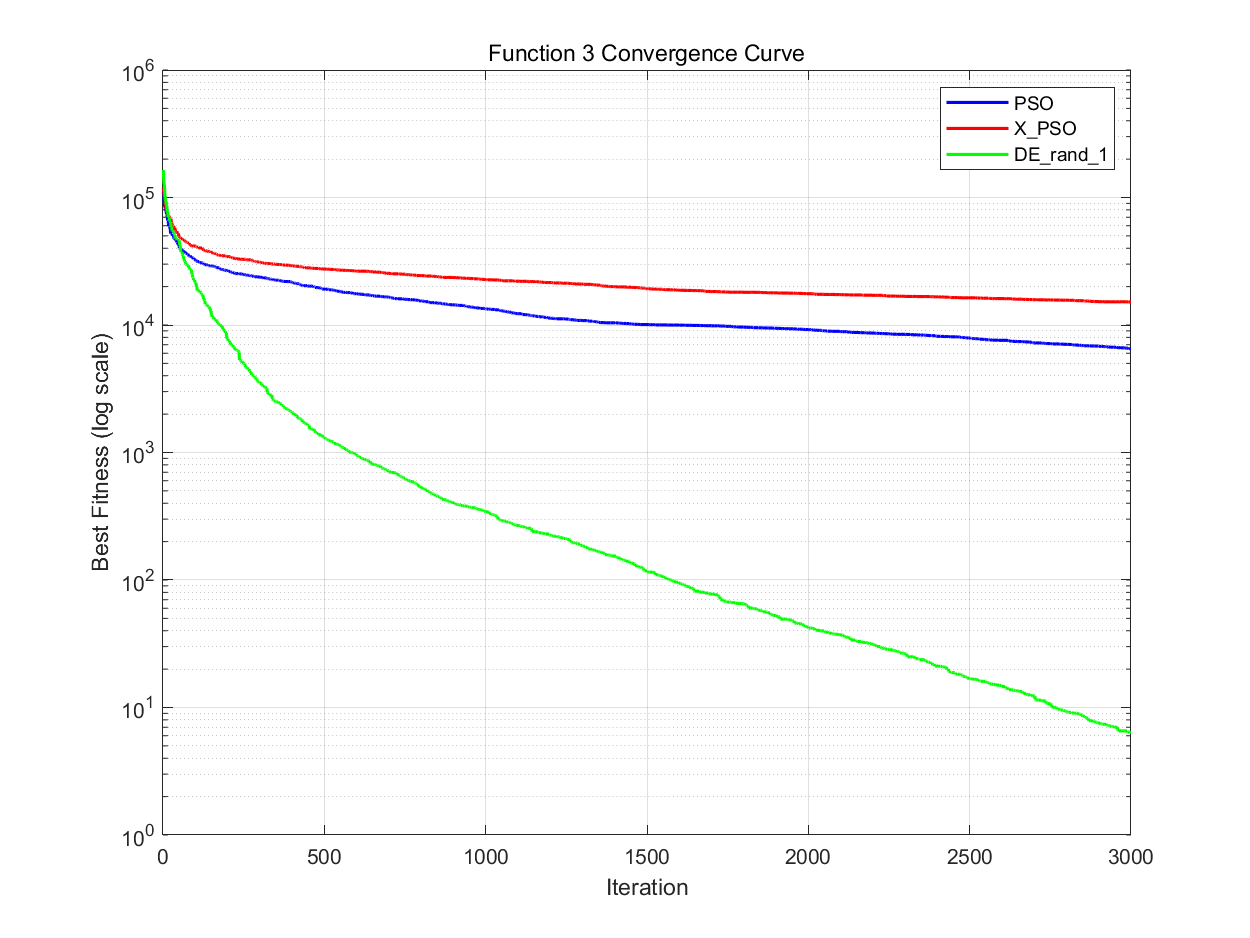 Function 3 Convergence Curve
10^6
10^5
10^4
10^3
10^2
10^1
10^0
Best Fitness (log scale)
PSO
X_PSO
DE_rand_1
0 500 1000 1500 2000 2500 3000
Iteration